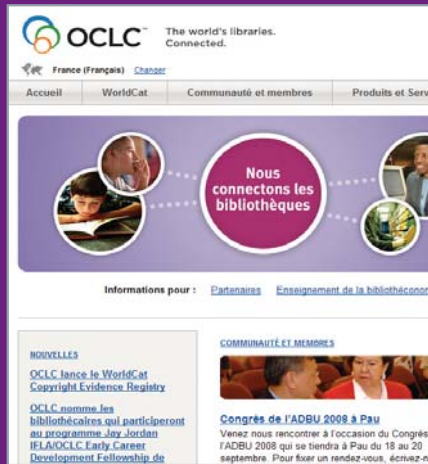 OCLC™
The world's libraries.
Connected.
France (Français) Changer
Accueil WorldCat Communauté et membres Produits et Serv
Nous
connectons les
bibliothèques
Informations pour : Partenaires Enseignement de la bibliothéconor
NOUVELLES
OCLC lance le WorldCat
Copyright Evidence Registry
OCLC nomme les
bibliothécaires qui participeront
au programme Jay Jordan
IFLA/OCLC Early Career
Development Fellowship de
COMMUNAUTÉ ET MEMBRES
Congrès de l'ADBU 2008 à Pau
Venez nous rencontrer à l'occasion du Congrès
l'ADBU 2008 qui se tiendra à Pau du 18 au 20
septembre. Pour fixer un rendez-vous, écrivez-n